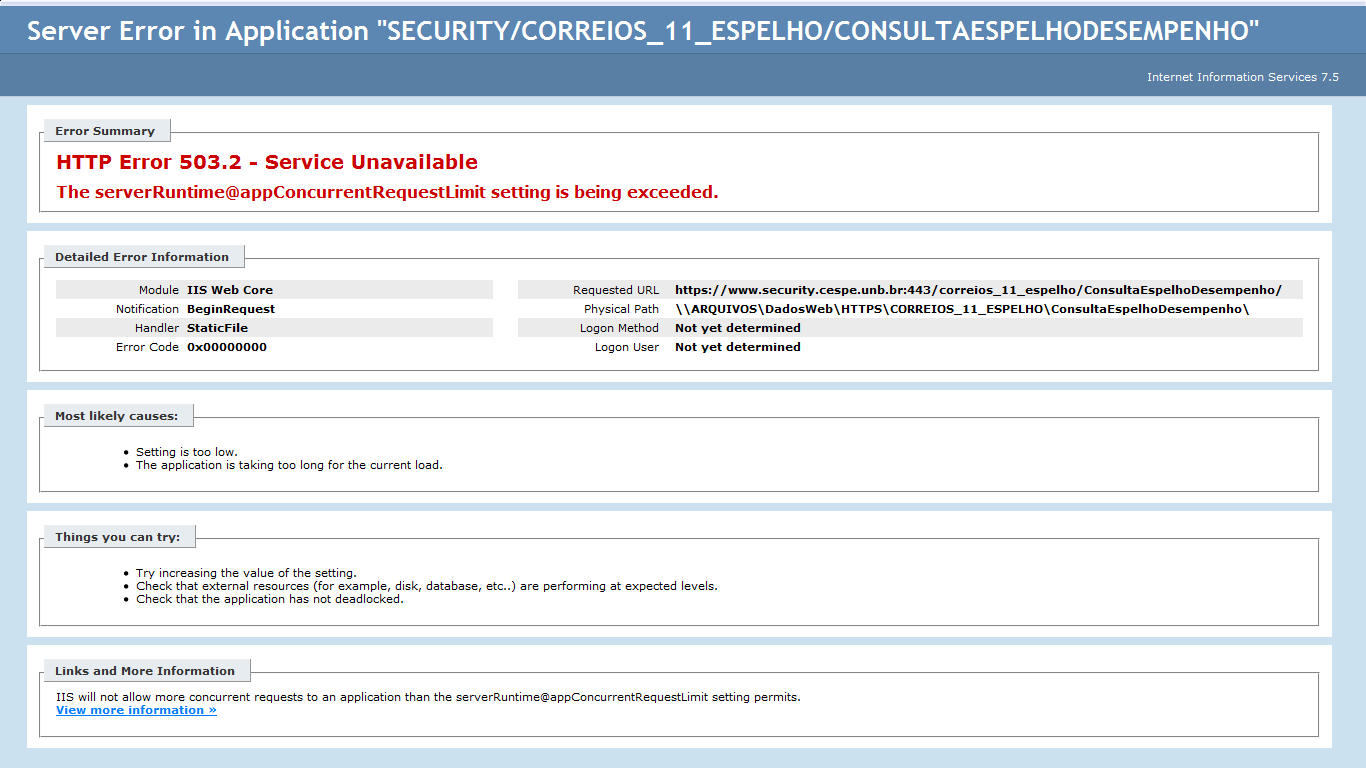 Server Error in Application "SECURITY/CORREIOS_11_ESPELHO/CONSULTAESPELHODESEMPENHO"
Internet Information Services 7.5
Error Summary
HTTP Error 503.2 - Service Unavailable
The serverRuntime@appConcurrentRequestLimit setting is being exceeded.
Detailed Error Information
Module IIS Web Core
Notification BeginRequest
Handler StaticFile
Error Code 0x00000000
Requested URL https://www.security.cespe.unb.br:443/correios_11_espelho/ConsultaEspelhoDesempenho/
Physical Path \\ARQUIVOS\DadosWeb\HTTPS\CORREIOS_11_ESPELHO\ConsultaEspelhoDesempenho\
Logon Method Not yet determined
Logon User Not yet determined
Most likely causes:
• Setting is too low.
• The application is taking too long for the current load.
Things you can try:
• Try increasing the value of the setting.
• Check that external resources (for example, disk, database, etc..) are performing at expected levels.
• Check that the application has not deadlocked.
Links and More Information
IIS will not allow more concurrent requests to an application than the serverRuntime@appConcurrentRequestLimit setting permits.
View more information »